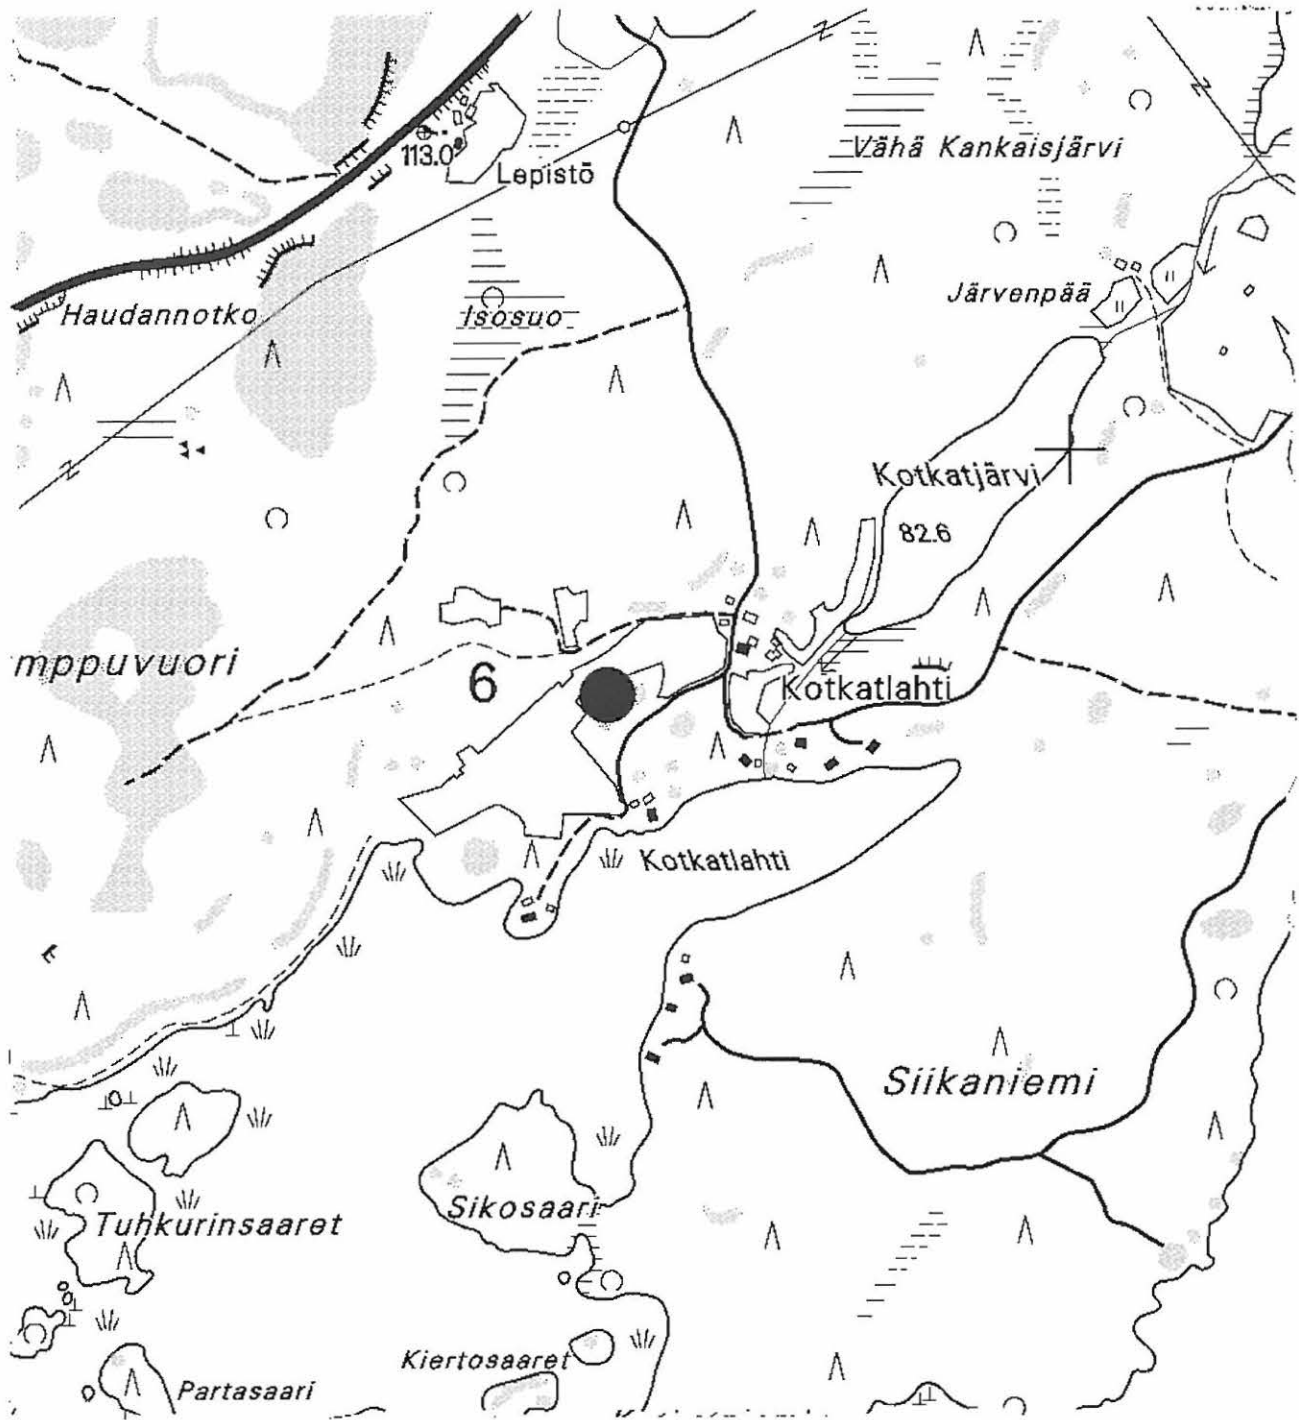 Vähä Kankaisjärvi
113.0
Lepistö
Järvenpää
Haudannotko
Isosuo
Kotkatjärvi
82.6
mppuvuori
6
Kotkatlahti
Kotkatlahti
Siikaniemi
Sikosaari
Tuhkurinsaaret
Kiertosaaret
Partasaari